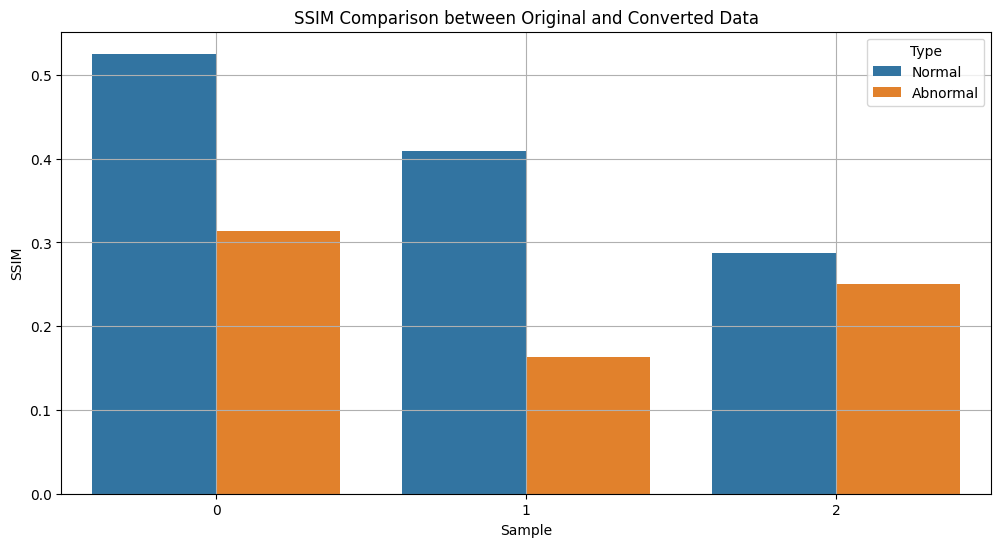 SSIM Comparison between Original and Converted Data
Type
Normal
Abnormal
SSIM
0.5
0.4
0.3
0.2
0.1
0.0
0 1 2
Sample